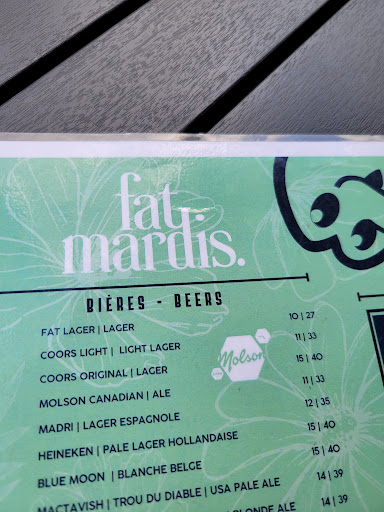 fat
mardis.
BIÈRES - BEERS
FAT LAGER | LAGER 10 | 27
COORS LIGHT | LIGHT LAGER 11 | 33
COORS ORIGINAL | LAGER 15 | 40
Molson
MOLSON CANADIAN | ALE 11 | 33
MADRI | LAGER ESPAGNOLE 12 | 35
HEINEKEN | PALE LAGER HOLLANDAISE 15 | 40
BLUE MOON | BLANCHE BELGE 15 | 40
MACTAVISH | TROU DU DIABLE | USA PALE ALE 14 | 39
BLONDE ALE 14 | 39